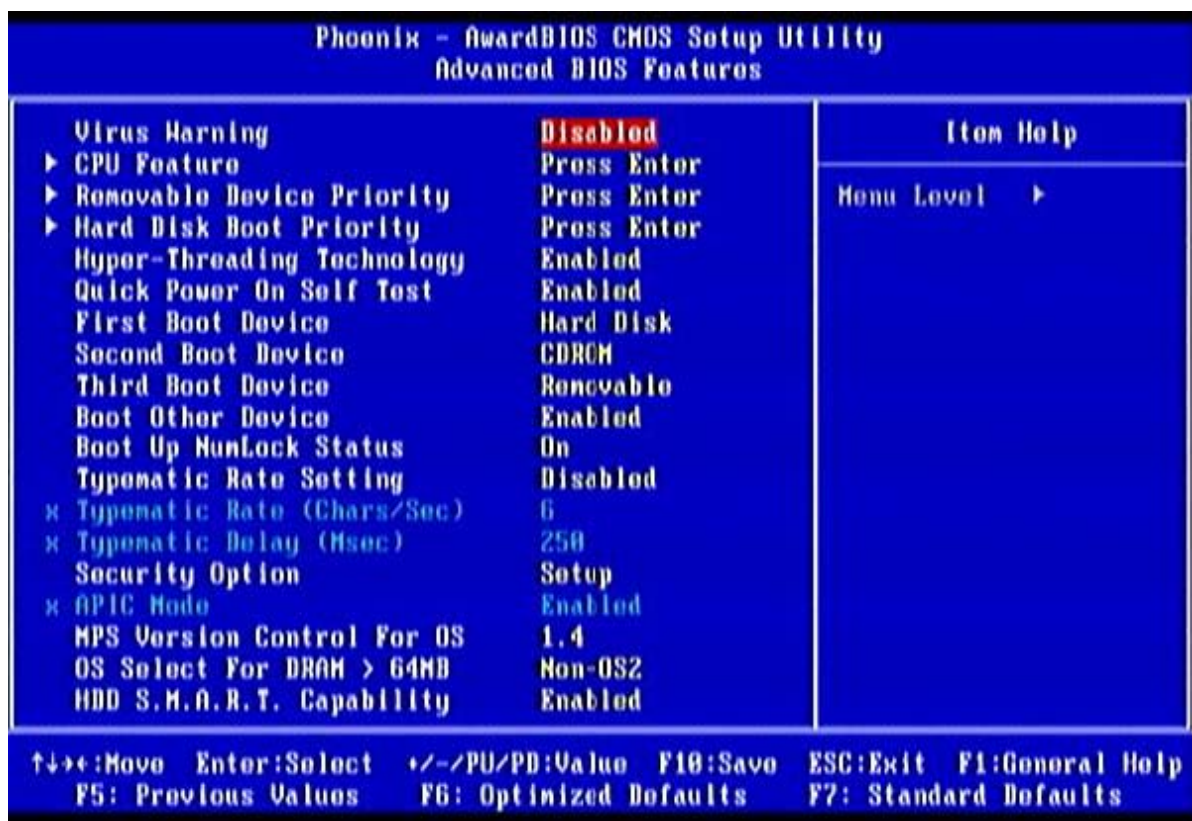 Phoenix - AwardBIOS CMOS Setup Utility
Advanced BIOS Features
Virus Warning Disabled
▶ CPU Feature Press Enter
▶ Removable Device Priority Press Enter
▶ Hard Disk Boot Priority Press Enter
Hyper-Threading Technology Enabled
Quick Power On Self Test Enabled
First Boot Device Hard Disk
Second Boot Device CDROM
Third Boot Device Removable
Boot Other Device Enabled
Boot Up NumLock Status On
Typematic Rate Setting Disabled
x Typematic Rate (Chars/Sec) 6
x Typematic Delay (Msec) 250
Security Option Setup
x APIC Mode Enabled
MPS Version Control For OS 1.4
OS Select For DRAM > 64MB Non-OS2
HDD S.M.A.R.T. Capability Enabled
Item Help
Menu Level ▶
↑↓→←:Move Enter:Select +/-/PU/PD:Value F10:Save ESC:Exit F1:General Help
F5: Previous Values F6: Optimized Defaults F7: Standard Defaults